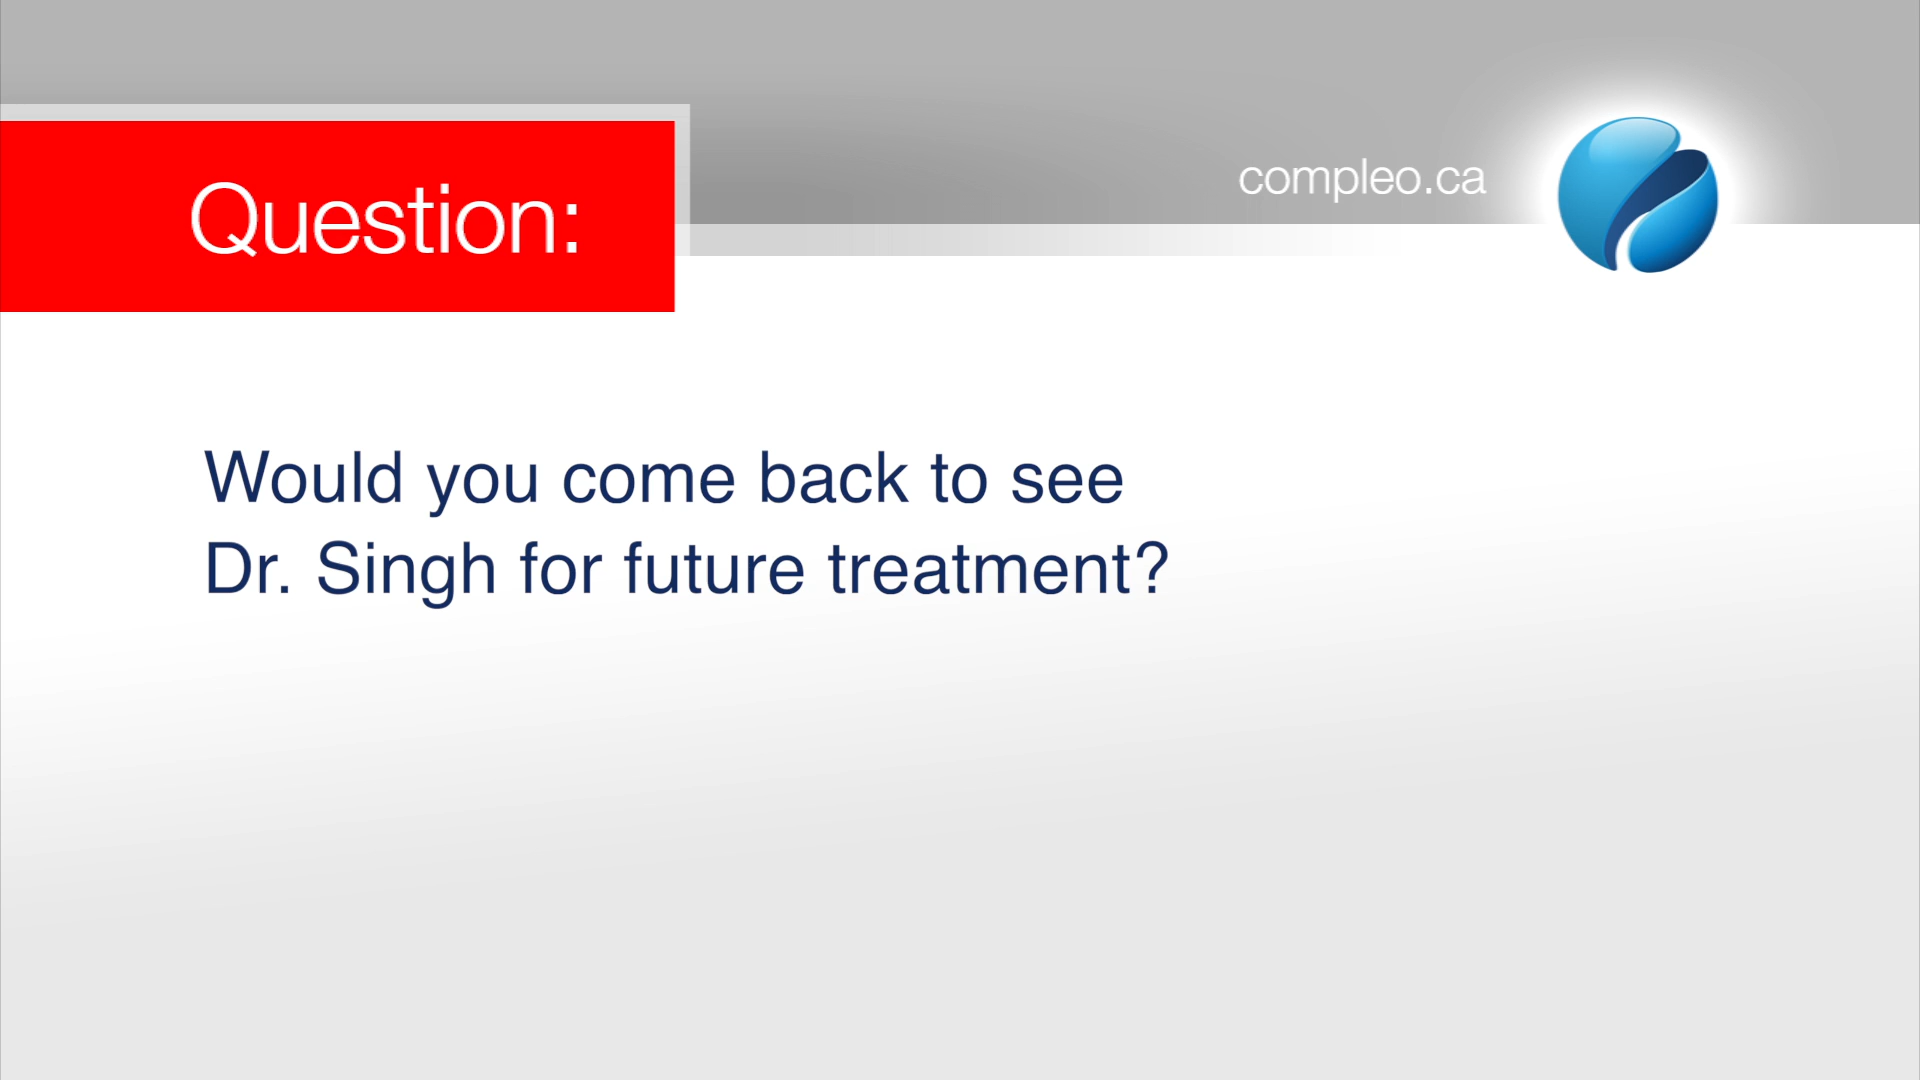 compleo.ca
Question:
Would you come back to see
Dr. Singh for future treatment?